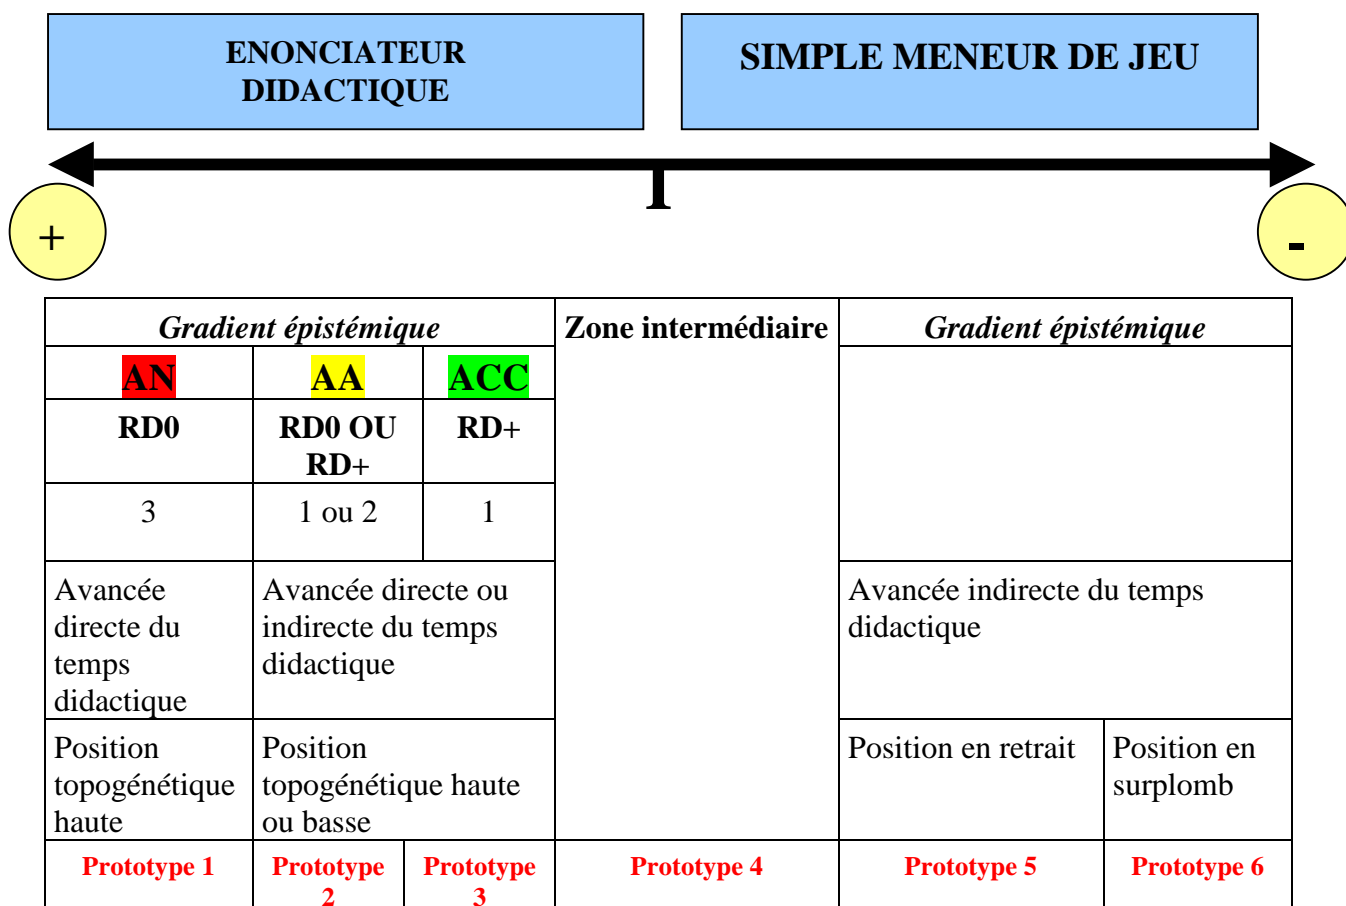 ENONCIATEUR
DIDACTIQUE
SIMPLE MENEUR DE JEU
+
-
Gradient épistémique
Zone intermédiaire
Gradient épistémique
AN
AA
ACC
RD0
RD0 OU
RD+
RD+
3
1 ou 2
1
Avancée
directe du
temps
didactique
Avancée directe ou
indirecte du temps
didactique
Avancée indirecte du temps
didactique
Position
topogénétique
haute
Position
topogénétique haute
ou basse
Position en retrait
Position en
surplomb
Prototype 1
Prototype
2
Prototype
3
Prototype 4
Prototype 5
Prototype 6